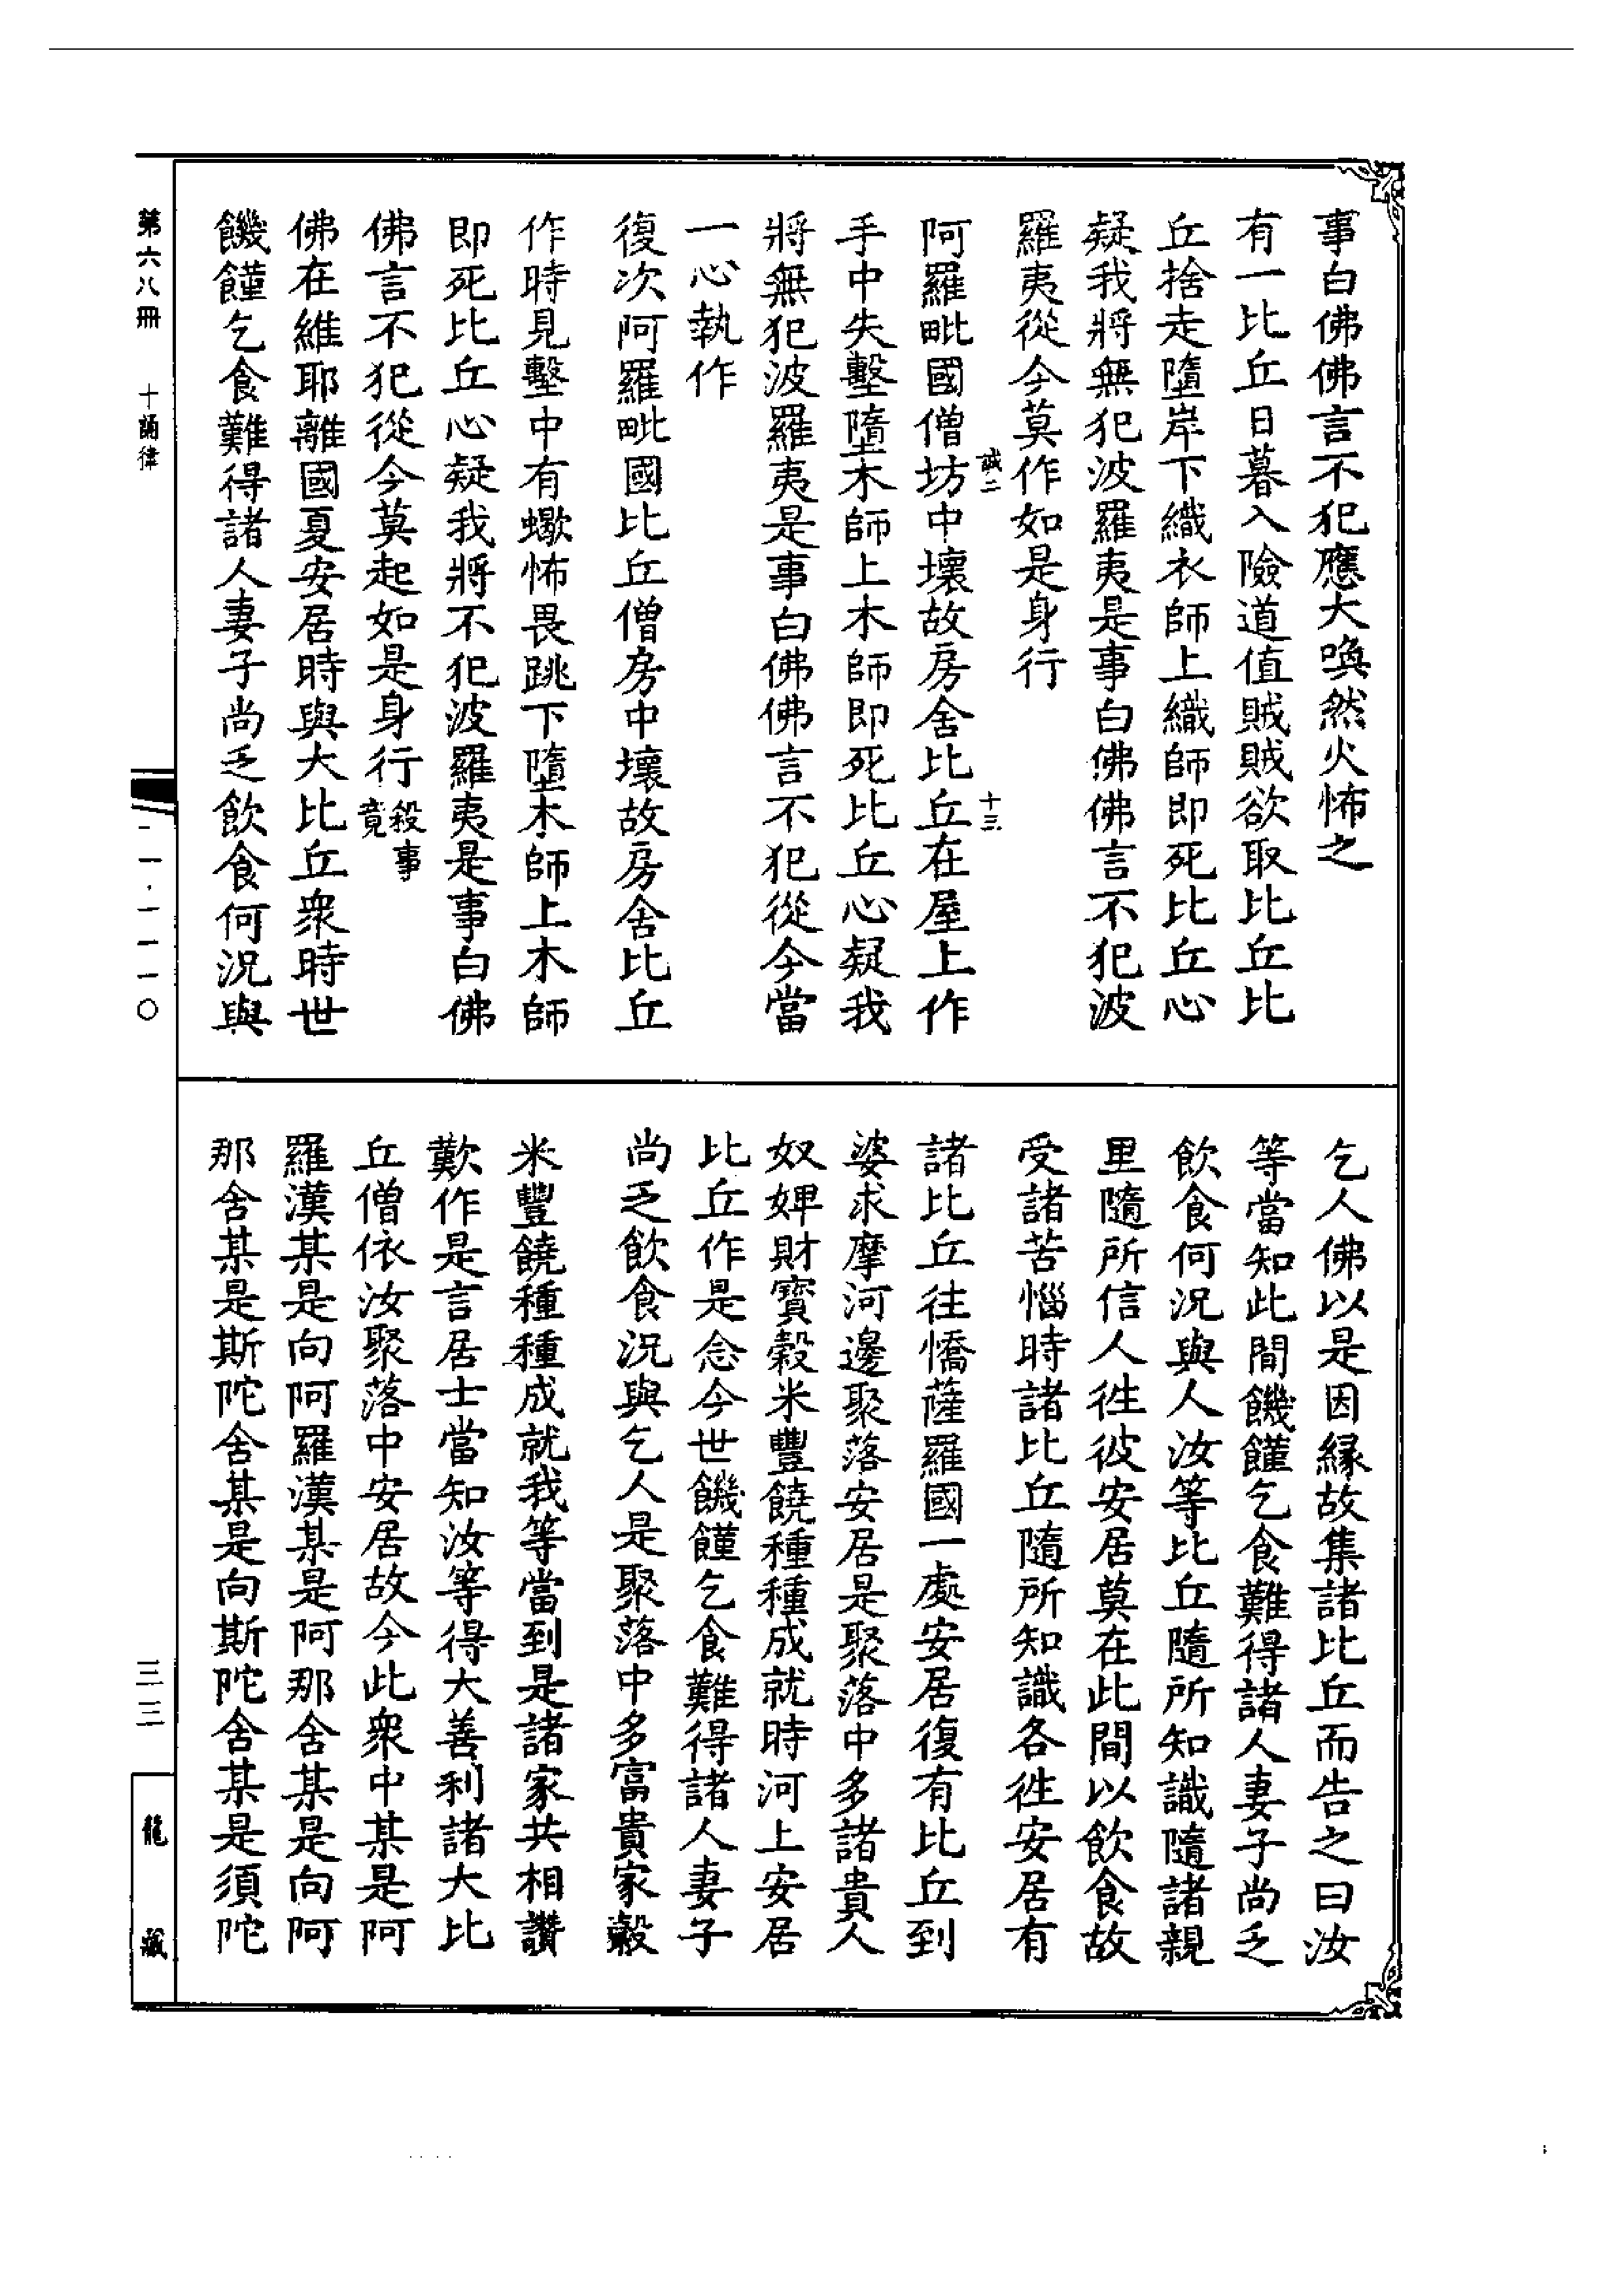 事白佛佛言不犯應大喚然火怖之
有一比丘日暮入險道值賊賊欲取比丘比
丘捨走墮岸下織衣師上織師即死比丘心
疑我將無犯波羅夷是事白佛佛言不犯波
羅夷從今莫作如是身行
誠二
十三
阿羅毗國僧坊中壞故房舍比丘在屋上作
手中失墼墮木師上木師即死比丘心疑我
將無犯波羅夷是事白佛佛言不犯從今當
一心執作
復次阿羅毗國比丘僧房中壞故房舍比丘
作時見墼中有蠍怖畏跳下墮木師上木師
即死比丘心疑我將不犯波羅夷是事白佛
佛言不犯從今莫起如是身行殺事竟
佛在維耶離國夏安居時與大比丘眾時世
饑饉乞食難得諸人妻子尚乏飲食何況與
乞人佛以是因緣故集諸比丘而告之曰汝
等當知此間饑饉乞食難得諸人妻子尚乏
飲食何況與人汝等比丘隨所知識隨諸親
里隨所信人往彼安居莫在此間以飲食故
受諸苦惱時諸比丘隨所知識各往安居有
諸比丘往憍薩羅國一處安居復有比丘到
婆求摩河邊聚落安居是聚落中多諸貴人
奴婢財寶穀米豐饒種種成就時河上安居
比丘作是念今世饑饉乞食難得諸人妻子
尚乏飲食況與乞人是聚落中多富貴家穀
米豐饒種種成就我等當到是諸家共相讚
歎作是言居士當知汝等得大善利諸大比
丘僧依汝聚落中安居故今此眾中某是阿
羅漢某是向阿羅漢某是阿那舍某是向阿
那舍某是斯陀舍某是向斯陀舍某是須陀
第六八冊 十誦律
一一·一一一〇
三三
龍藏